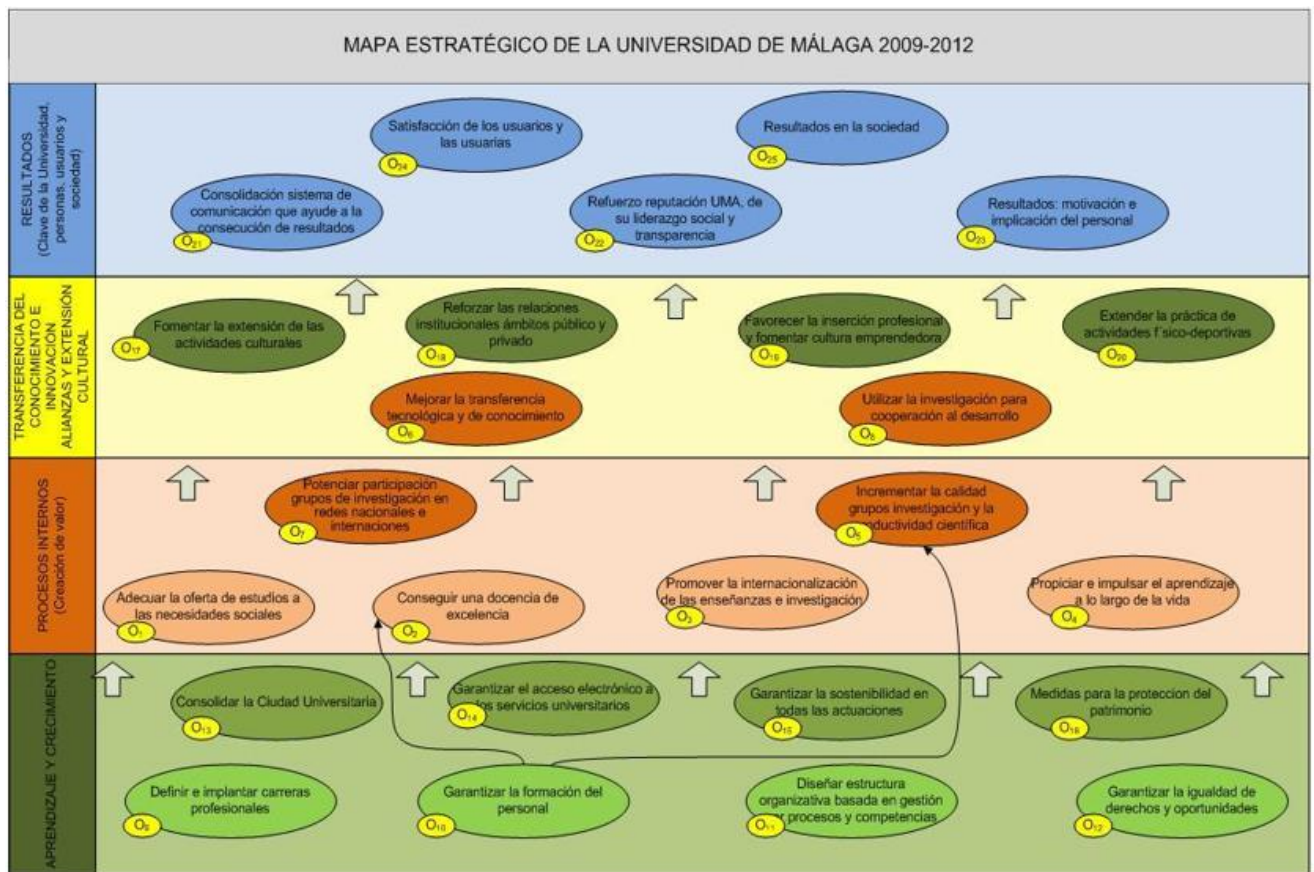 MAPA ESTRATÉGICO DE LA UNIVERSIDAD DE MÁLAGA 2009-2012
RESULTADOS
(Clave de la Universidad,
personas, usuarios y
sociedad)
Satisfacción de los usuarios y
las usuarias
O24
Resultados en la sociedad
O25
Consolidación sistema de
comunicación que ayude a la
consecución de resultados
O21
Refuerzo reputación UMA, de
su liderazgo social y
transparencia
O22
Resultados: motivación e
implicación del personal
O23
TRANSFERENCIA DEL
CONOCIMIENTO E
INNOVACIÓN
ALIANZAS Y EXTENSIÓN
CULTURAL
Fomentar la extensión de las
actividades culturales
O17
Reforzar las relaciones
institucionales ámbitos público y
privado
O18
Favorecer la inserción profesional
y fomentar cultura emprendedora
O19
Extender la práctica de
actividades f´sico-deportivas
O20
Mejorar la transferencia
tecnológica y de conocimiento
O6
Utilizar la investigación para
cooperación al desarrollo
O8
PROCESOS INTERNOS
(Creación de valor)
Potenciar participación
grupos de investigación en
redes nacionales e
internaciones
O7
Incrementar la calidad
grupos investigación y la
productividad científica
O5
Adecuar la oferta de estudios a
las necesidades sociales
O1
Conseguir una docencia de
excelencia
O2
Promover la internacionalización
de las enseñanzas e investigación
O3
Propiciar e impulsar el aprendizaje
a lo largo de la vida
O4
APRENDIZAJE Y CRECIMIENTO
Consolidar la Ciudad Universitaria
O13
Garantizar el acceso electrónico a
los servicios universitarios
O14
Garantizar la sostenibilidad en
todas las actuaciones
O15
Medidas para la proteccion del
patrimonio
O16
Definir e implantar carreras
profesionales
O9
Garantizar la formación del
personal
O10
Diseñar estructura
organizativa basada en gestión
por procesos y competencias
O11
Garantizar la igualdad de
derechos y oportunidades
O12